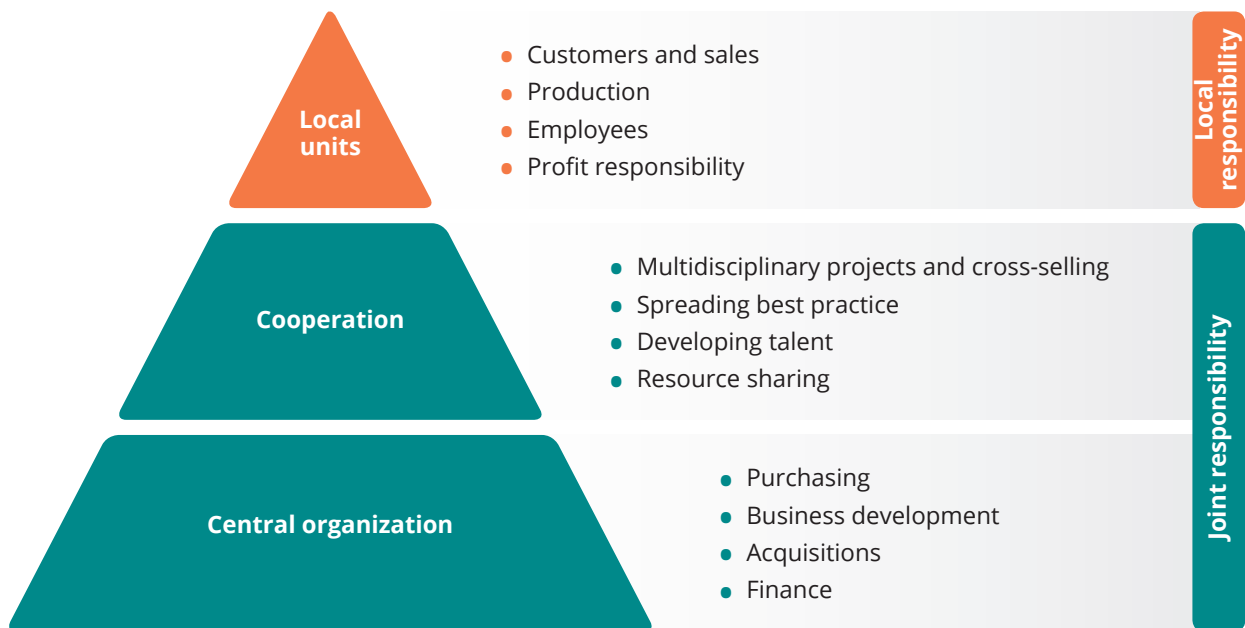 Local
units
• Customers and sales
• Production
• Employees
• Profit responsibility
Local
responsibility
Cooperation
• Multidisciplinary projects and cross-selling
• Spreading best practice
• Developing talent
• Resource sharing
Joint responsibility
Central organization
• Purchasing
• Business development
• Acquisitions
• Finance